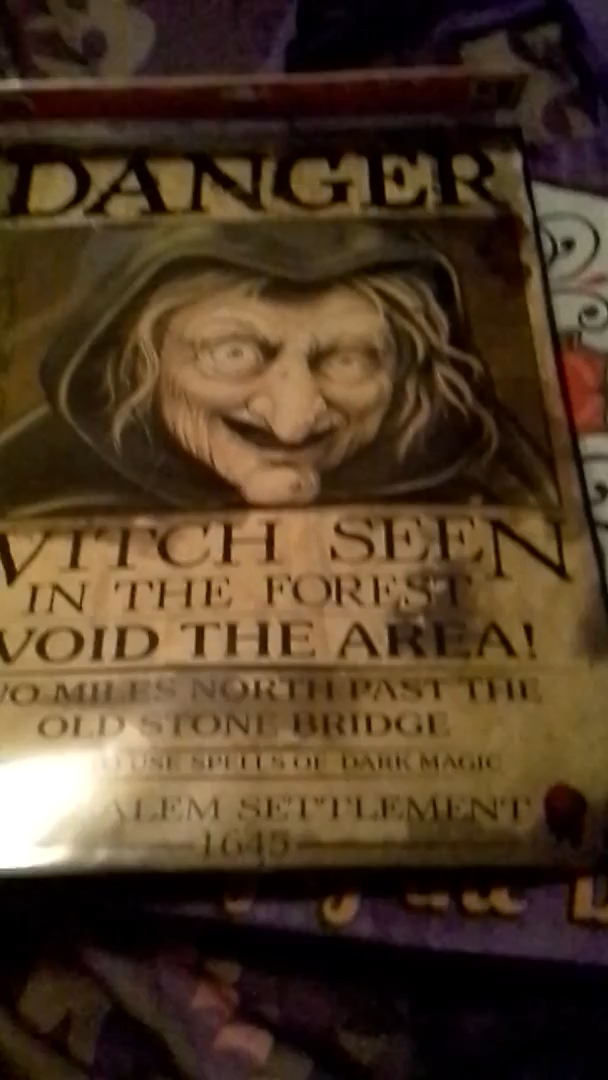 DANGER
WITCH SEEN
IN THE FOREST
AVOID THE AREA!
TWO MILES NORTH PAST THE
OLD STONE BRIDGE
USE SPELLS OF DARK MAGIC
SALEM SETTLEMENT
1645